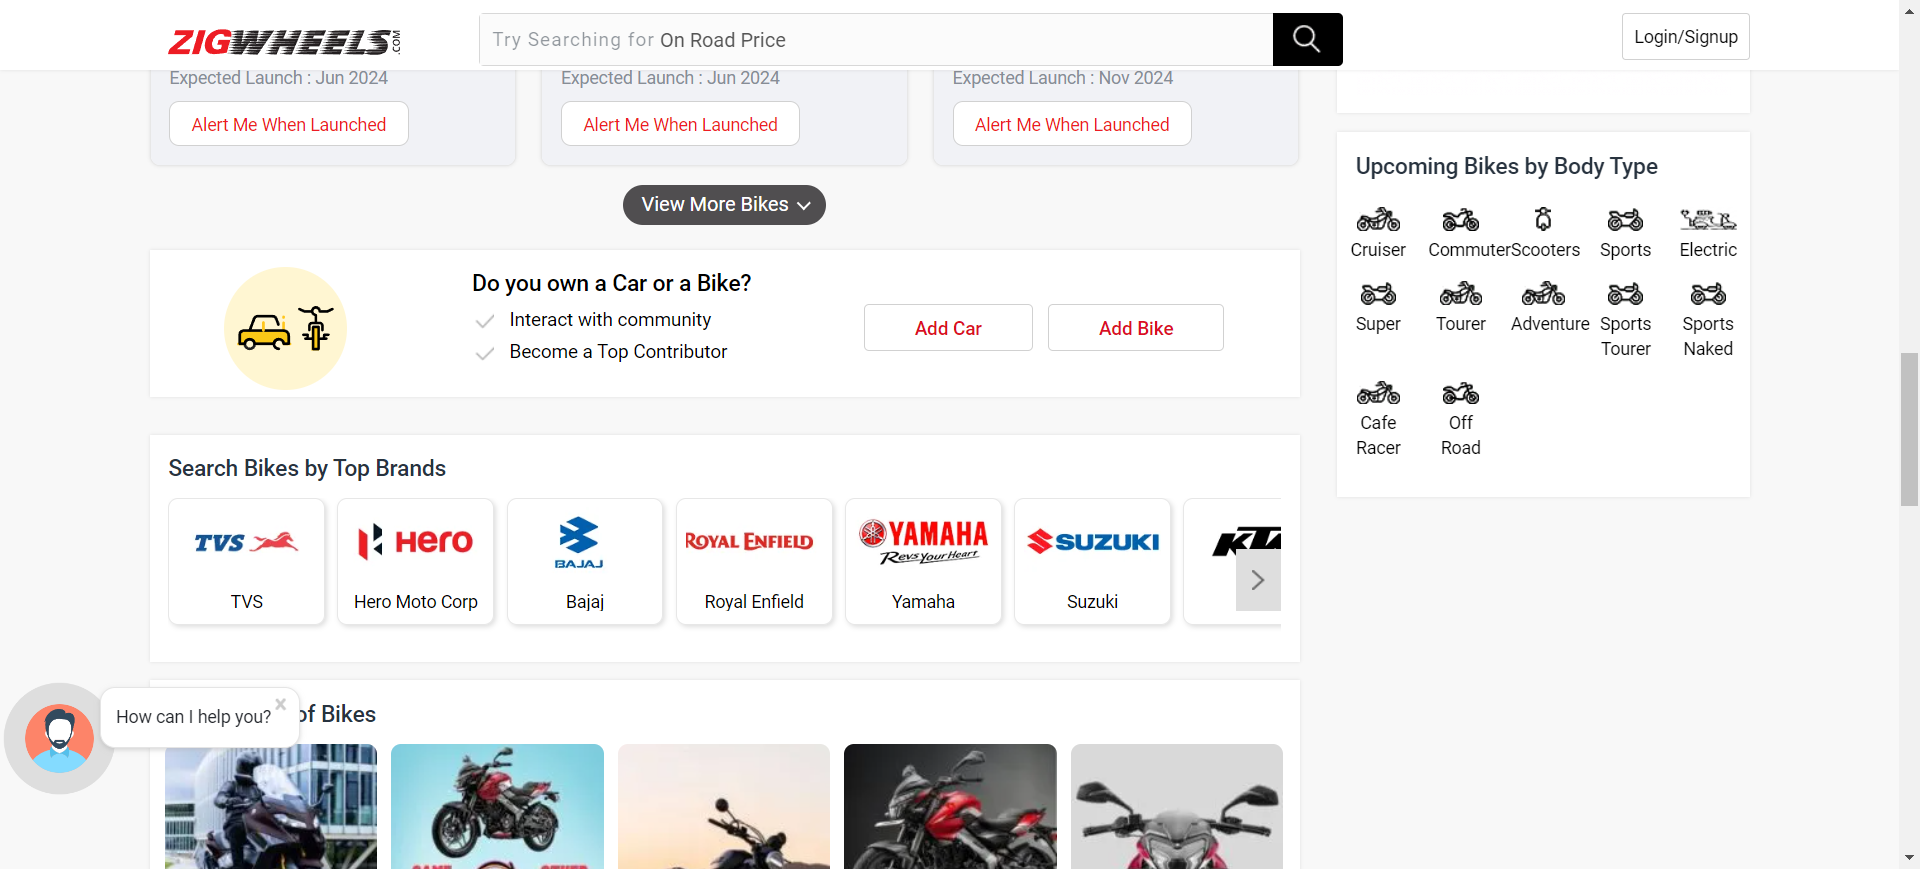 ZIGWHEELS.COM
Try Searching for On Road Price
Login/Signup
Expected Launch : Jun 2024
Expected Launch : Jun 2024
Expected Launch : Nov 2024
Alert Me When Launched
Alert Me When Launched
Alert Me When Launched
View More Bikes
Do you own a Car or a Bike?
Interact with community
Become a Top Contributor
Add Car
Add Bike
Search Bikes by Top Brands
TVS
Hero
BAJAJ
ROYAL ENFIELD
YAMAHA
Revs Your Heart
SUZUKI
TVS
Hero Moto Corp
Bajaj
Royal Enfield
Yamaha
Suzuki
How can I help you?
x
of Bikes
Upcoming Bikes by Body Type
Cruiser
Commuter
Scooters
Sports
Electric
Super
Tourer
Adventure
Sports
Tourer
Sports
Naked
Cafe
Racer
Off
Road